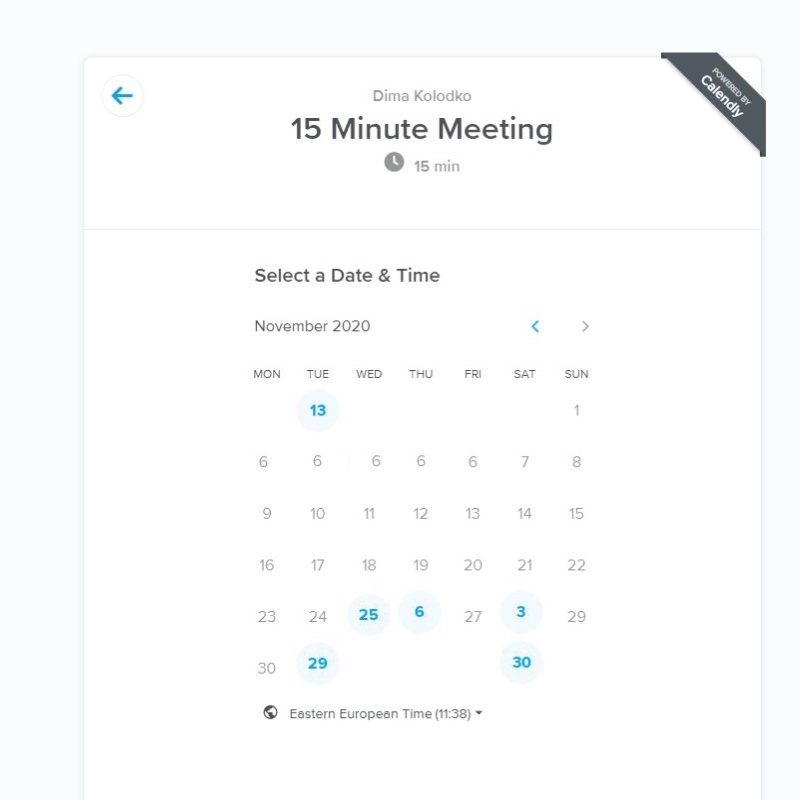 POWERED BY
Calendly
Dima Kolodko
15 Minute Meeting
15 min
Select a Date & Time
November 2020
MON TUE WED THU FRI SAT SUN
13 1
6 6 6 6 6 7 8
9 10 11 12 13 14 15
16 17 18 19 20 21 22
23 24 25 6 27 3 29
30 29 30
Eastern European Time (11:38)